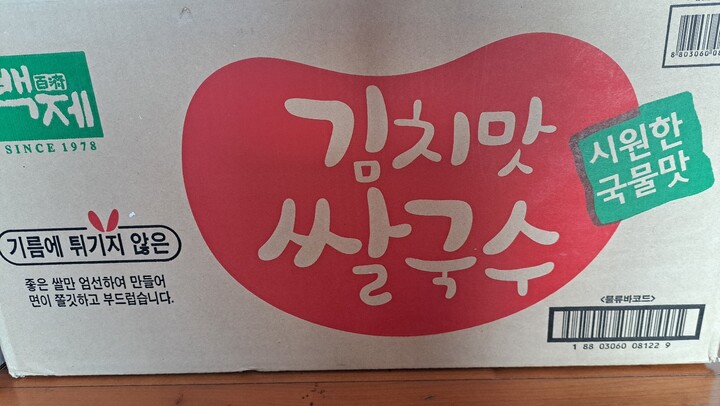 백제
百濟
SINCE 1978
김치맛
쌀국수
시원한
국물맛
기름에 튀기지 않은
좋은 쌀만 엄선하여 만들어
면이 쫄깃하고 부드럽습니다.
<물류바코드>
1 88 03060 08122 9